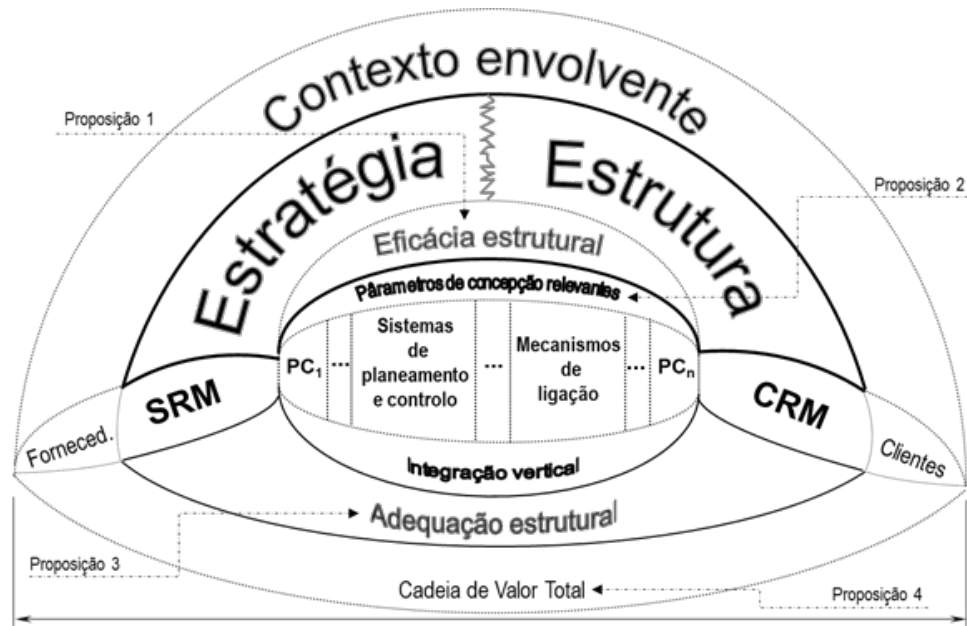 Contexto envolvente
Proposição 1
Estratégia
Estrutura
Proposição 2
Eficácia estrutural
Pârametros de concepção relevantes
PC1
...
Sistemas
de
planeamento
e controlo
...
Mecanismos
de
ligação
...
PCn
SRM
CRM
Forneced.
Clientes
Integração vertical
Adequação estrutural
Proposição 3
Cadeia de Valor Total
Proposição 4